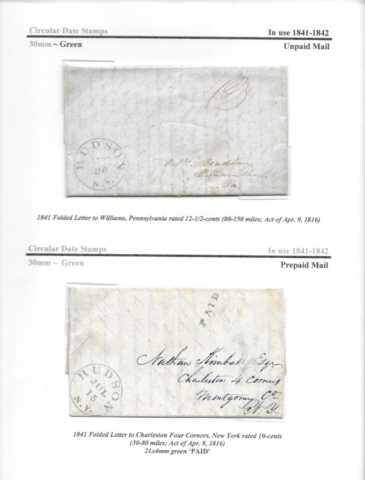 Circular Date Stamps
In use 1841-1842
30mm ~ Green
Unpaid Mail
HUDSON
20
N.Y.
1841 Folded Letter to Williams, Pennsylvania rated 12-1/2-cents (80-150 miles; Act of Apr. 9, 1816)
Circular Date Stamps
In use 1841-1842
30mm ~ Green
Prepaid Mail
PAID
HUDSON
JUL
15
N.Y.
Nathan Kimbal Esqr
Charleston 4 Corners
Montgomery Co
N.Y.
1841 Folded Letter to Charleston Four Corners, New York rated 10-cents
(30-80 miles; Act of Apr. 9, 1816)
21x4mm green 'PAID'